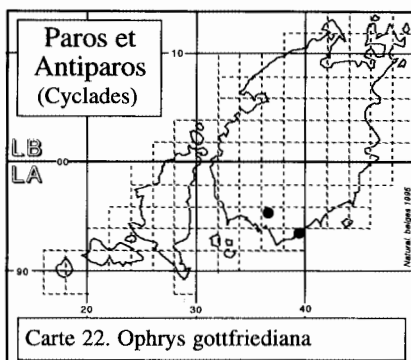 Paros et
Antiparos
(Cyclades)
10
LB
00
LA
90
20
30
40
Natural. belges 1995
Carte 22. Ophrys gottfriediana